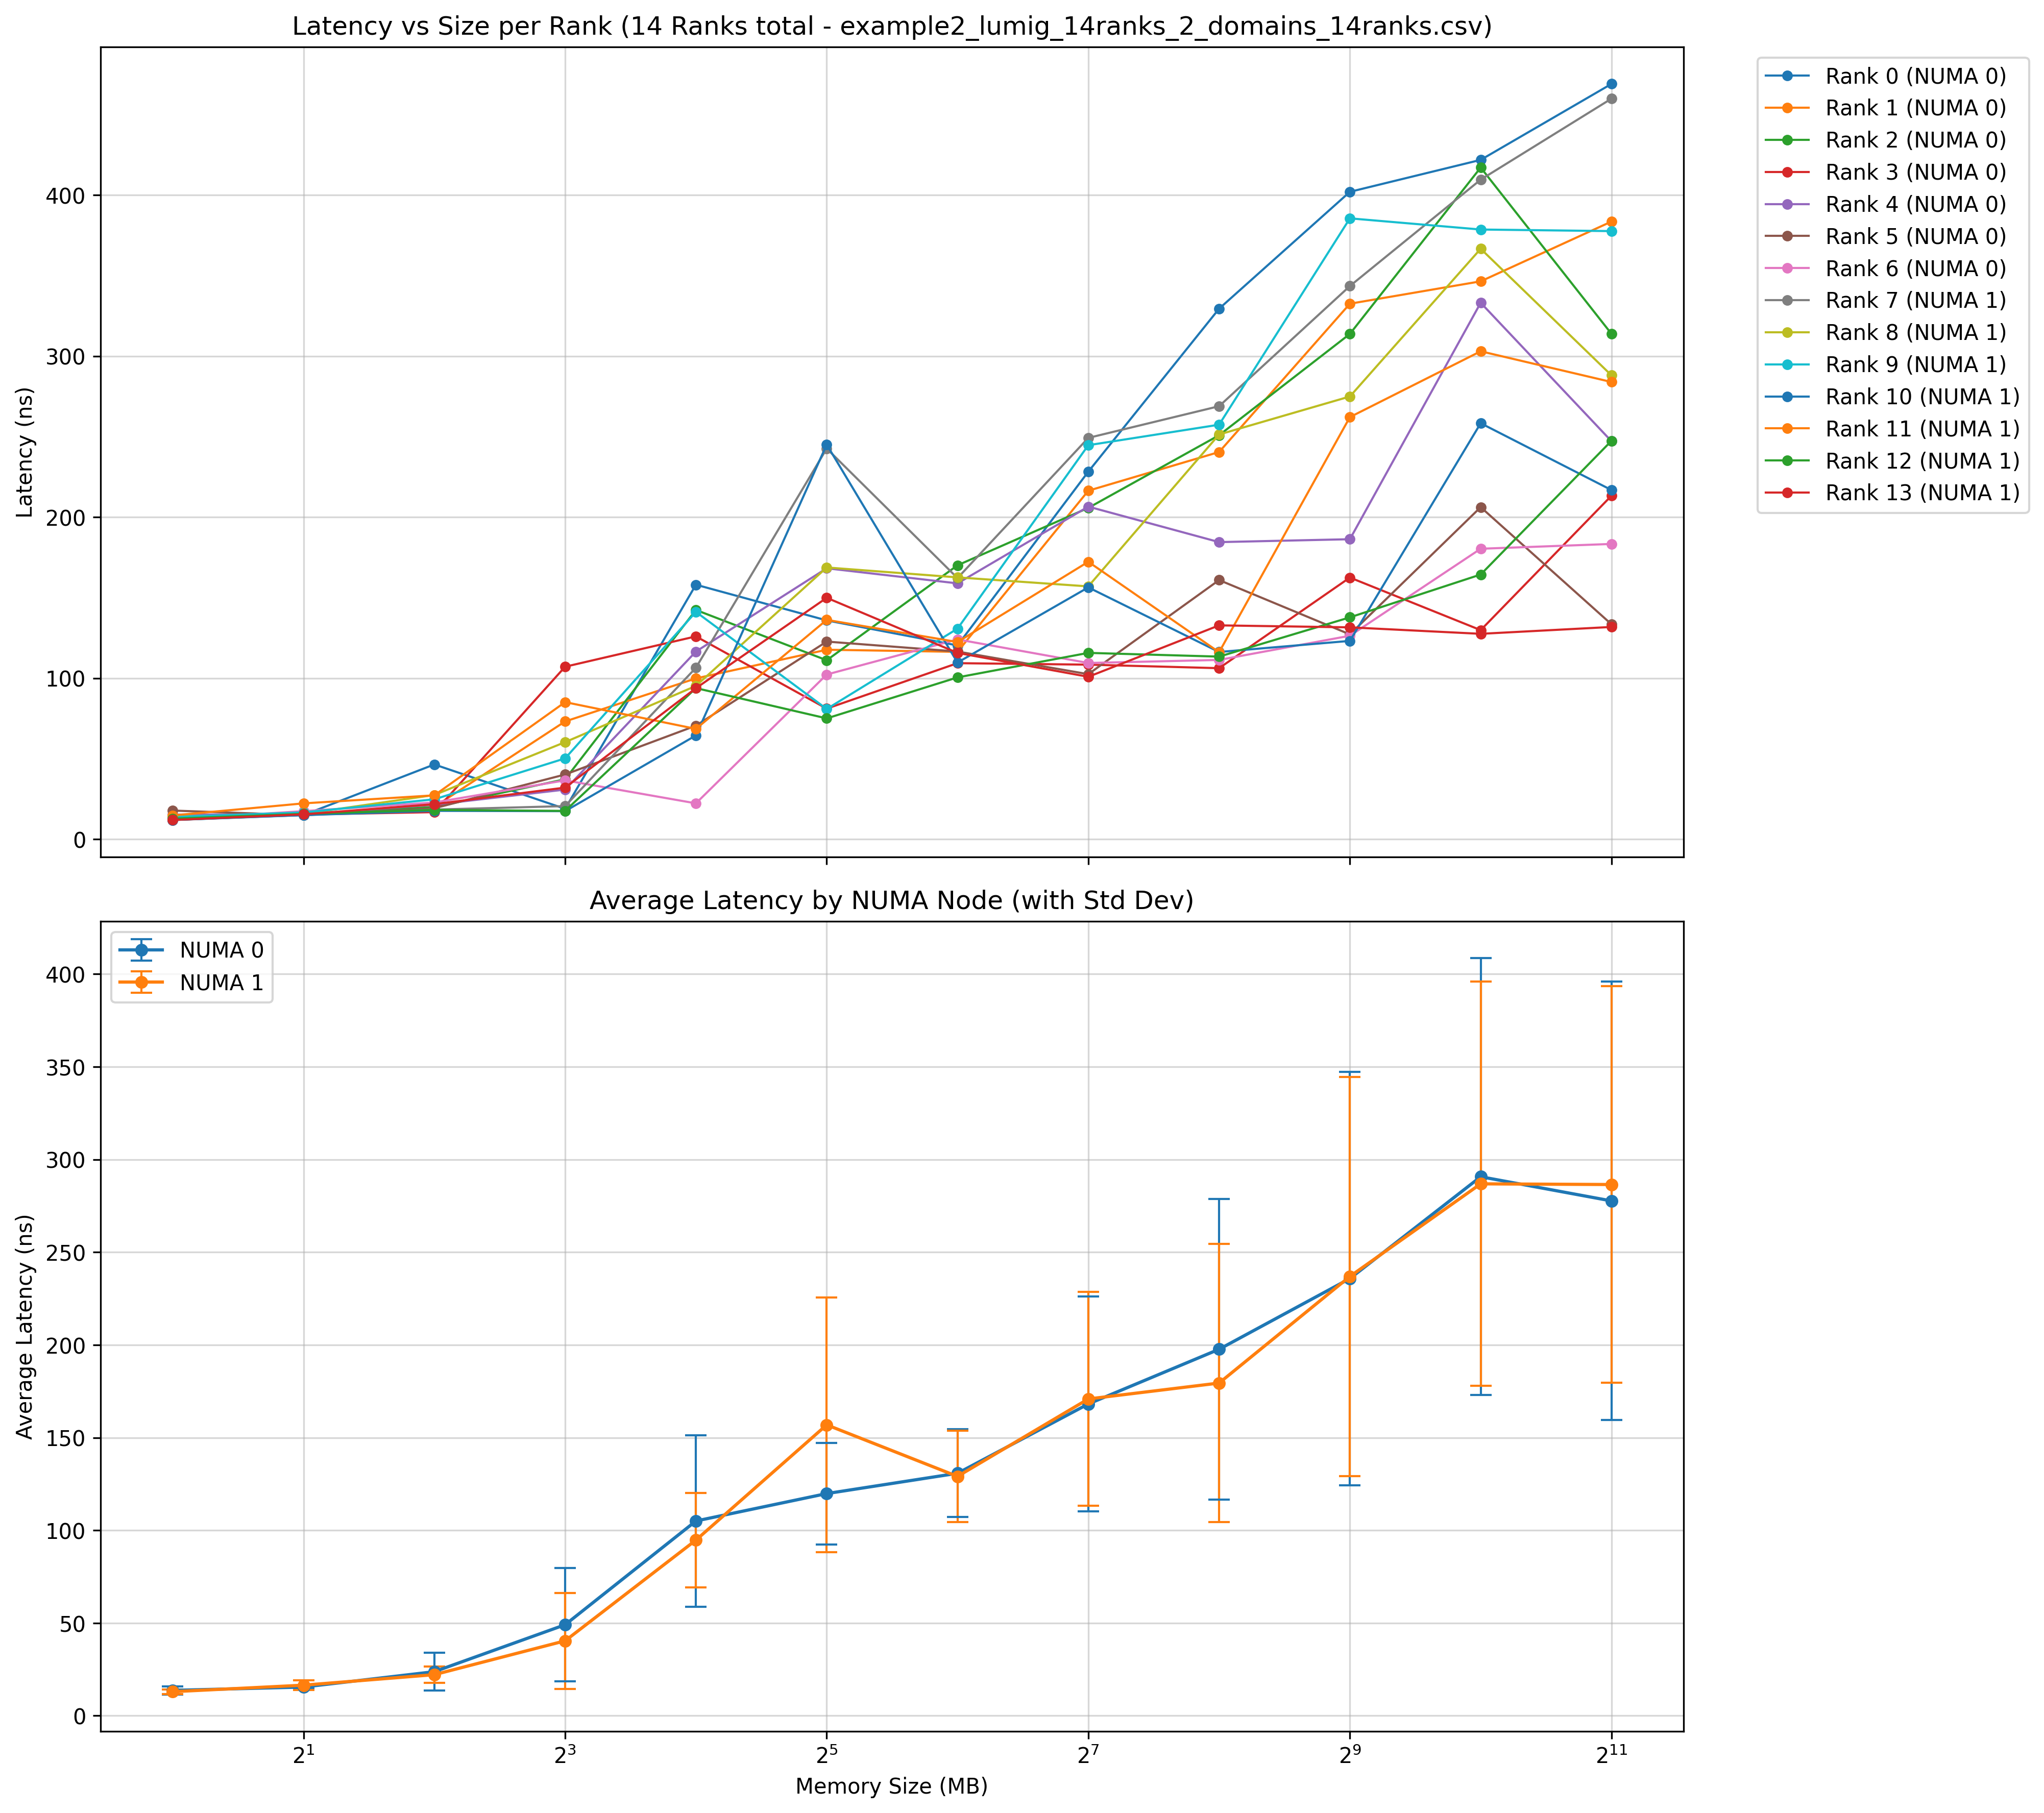 Latency vs Size per Rank (14 Ranks total - example2_lumig_14ranks_2_domains_14ranks.csv)
Latency (ns)
400
300
200
100
0
Rank 0 (NUMA 0)
Rank 1 (NUMA 0)
Rank 2 (NUMA 0)
Rank 3 (NUMA 0)
Rank 4 (NUMA 0)
Rank 5 (NUMA 0)
Rank 6 (NUMA 0)
Rank 7 (NUMA 1)
Rank 8 (NUMA 1)
Rank 9 (NUMA 1)
Rank 10 (NUMA 1)
Rank 11 (NUMA 1)
Rank 12 (NUMA 1)
Rank 13 (NUMA 1)
Average Latency by NUMA Node (with Std Dev)
NUMA 0
NUMA 1
Average Latency (ns)
400
350
300
250
200
150
100
50
0
2¹ 2³ 2⁵ 2⁷ 2⁹ 2¹¹
Memory Size (MB)